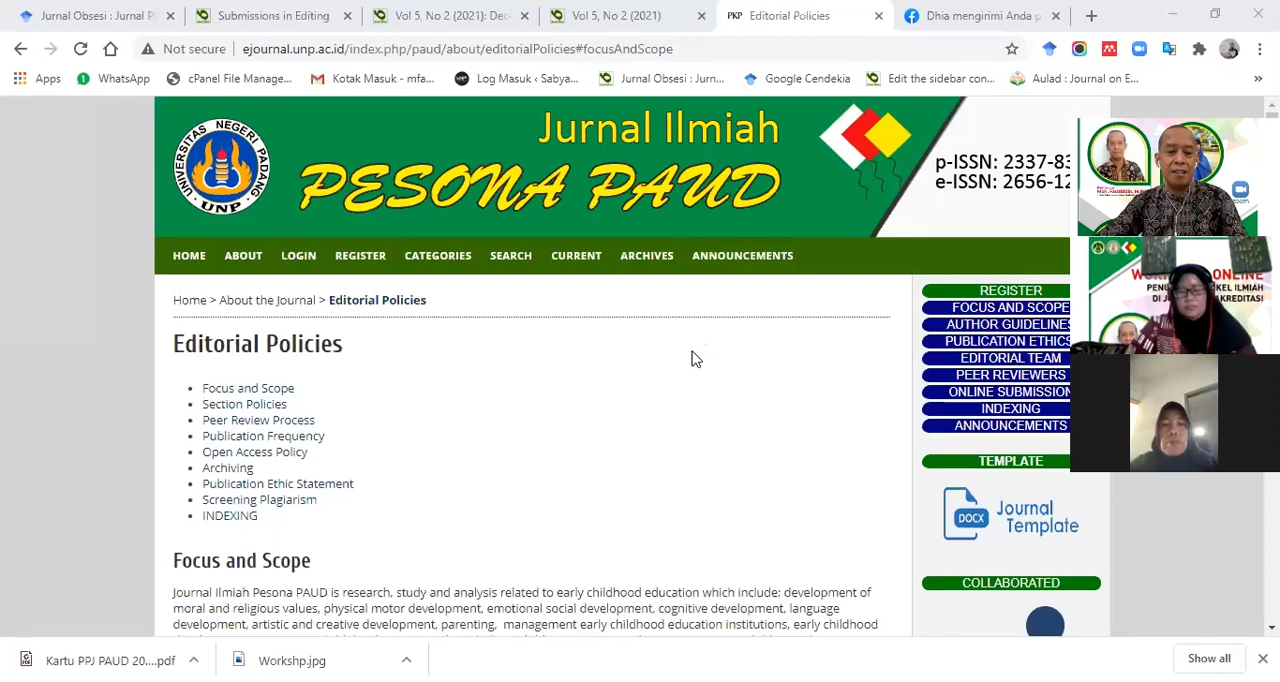 Jurnal Obsesi : Jurnal P
Submissions in Editing
Vol 5, No 2 (2021): Dec
Vol 5, No 2 (2021)
PKP Editorial Policies
Dhia mengirimi Anda p
Not secure ejournal.unp.ac.id/index.php/paud/about/editorialPolicies#focusAndScope
Apps WhatsApp cPanel File Manage... Kotak Masuk - mfa... Log Masuk ‹ Sabya... Jurnal Obsesi : Jurn... Google Cendekia Edit the sidebar con... Aulad : Journal on E...
UNIVERSITAS NEGERI PADANG
UNP
Jurnal Ilmiah
PESONA PAUD
p-ISSN: 2337-83
e-ISSN: 2656-12
HOME ABOUT LOGIN REGISTER CATEGORIES SEARCH CURRENT ARCHIVES ANNOUNCEMENTS
Home > About the Journal > Editorial Policies
Editorial Policies
Focus and Scope
Section Policies
Peer Review Process
Publication Frequency
Open Access Policy
Archiving
Publication Ethic Statement
Screening Plagiarism
INDEXING
Focus and Scope
Journal Ilmiah Pesona PAUD is research, study and analysis related to early childhood education which include: development of
moral and religious values, physical motor development, emotional social development, cognitive development, language
development, artistic and creative development, parenting, management early childhood education institutions, early childhood
REGISTER
FOCUS AND SCOPE
AUTHOR GUIDELINES
PUBLICATION ETHICS
EDITORIAL TEAM
PEER REVIEWERS
ONLINE SUBMISSION
INDEXING
ANNOUNCEMENTS
TEMPLATE
DOCX
Journal
Template
COLLABORATED
zoom
ONLINE
DI
AKREDITASI
Kartu PPJ PAUD 20....pdf
Workshp.jpg
Show all